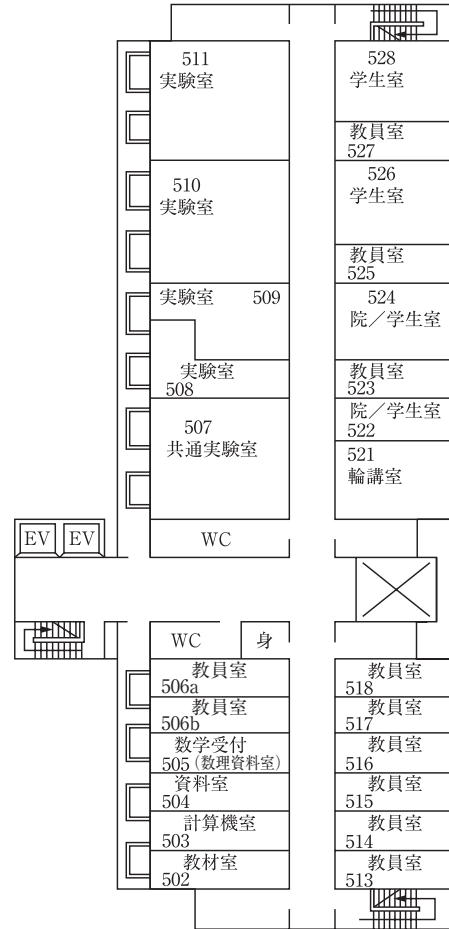 511
実験室
528
学生室
教員室
527
510
実験室
526
学生室
教員室
525
実験室 509
524
院／学生室
実験室
508
教員室
523
507
共通実験室
院／学生室
522
521
輪講室
EV EV
WC
WC
身
教員室
506a
教員室
518
教員室
506b
教員室
517
数学受付
505（数理資料室）
教員室
516
資料室
504
教員室
515
計算機室
503
教員室
514
教材室
502
教員室
513